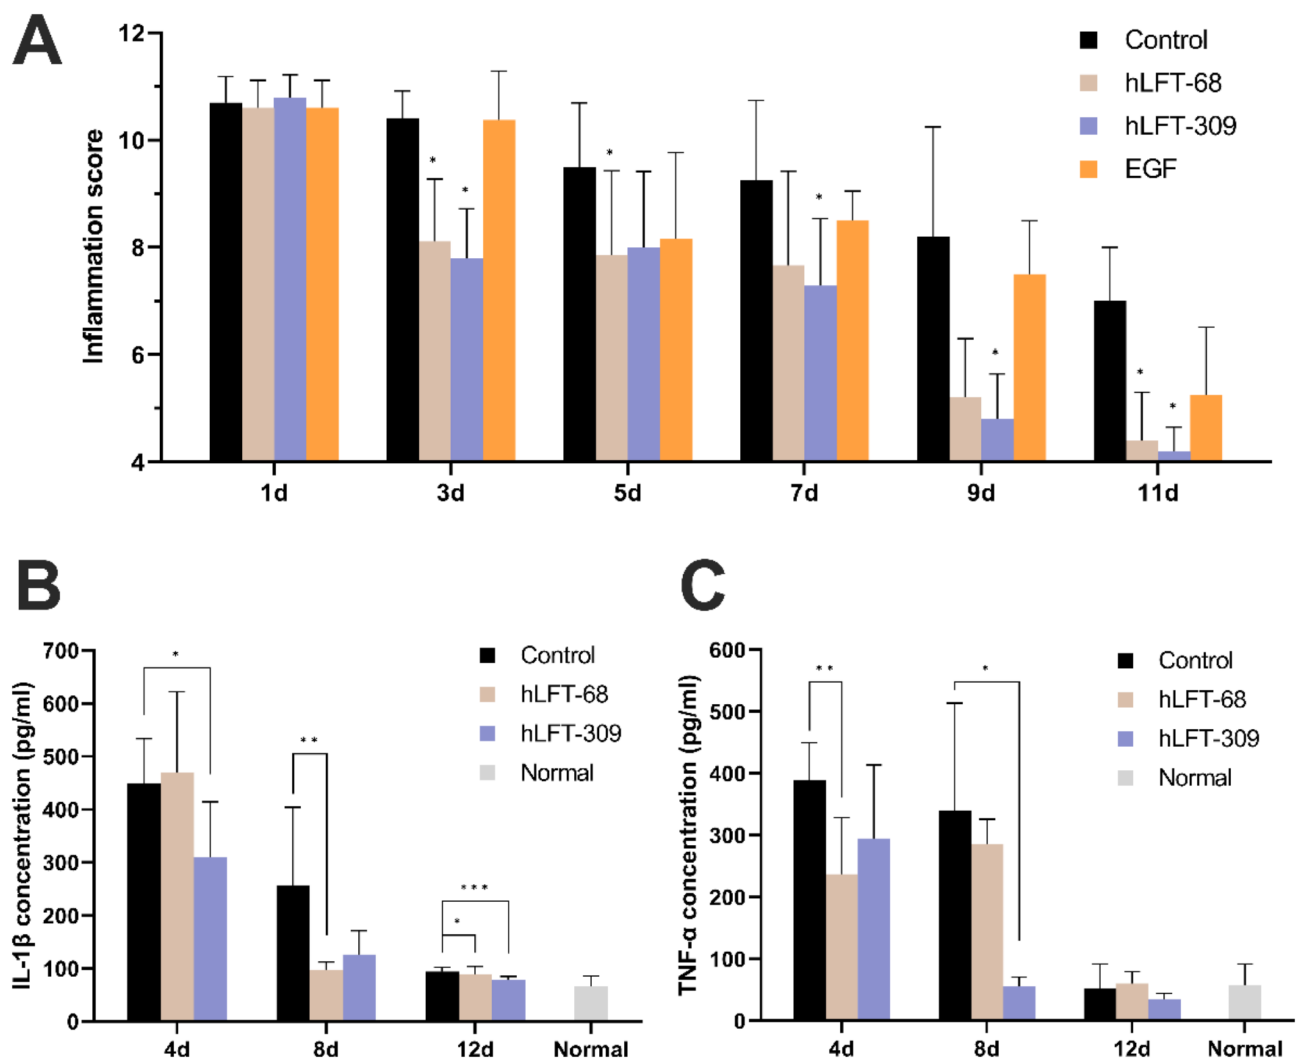 A
Inflammation score
12
10
8
6
4
Control
hLFT-68
hLFT-309
EGF
*
*
*
*
*
*
*
1d
3d
5d
7d
9d
11d
B
IL-1β concentration (pg/ml)
700
600
500
400
300
200
100
0
Control
hLFT-68
hLFT-309
Normal
*
**
***
*
4d
8d
12d
Normal
C
TNF-α concentration (pg/ml)
600
500
400
300
200
100
0
Control
hLFT-68
hLFT-309
Normal
**
*
4d
8d
12d
Normal